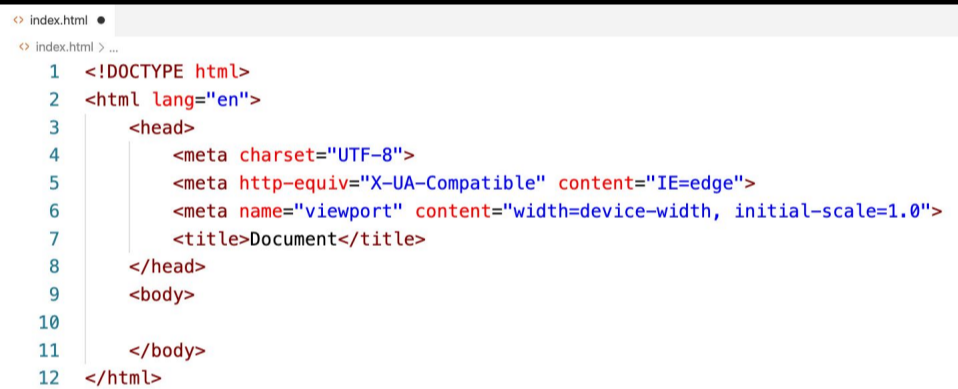 <> index.html ●
<> index.html > ...
1 <!DOCTYPE html>
2 <html lang="en">
3     <head>
4         <meta charset="UTF-8">
5         <meta http-equiv="X-UA-Compatible" content="IE=edge">
6         <meta name="viewport" content="width=device-width, initial-scale=1.0">
7         <title>Document</title>
8     </head>
9     <body>
10
11     </body>
12 </html>